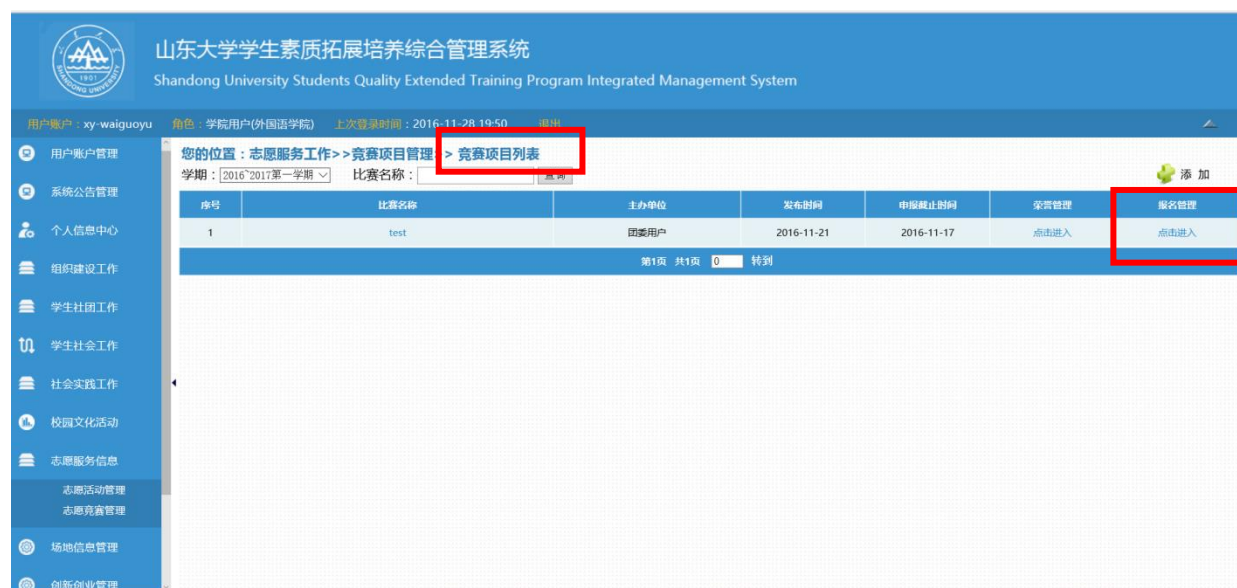 山东大学学生素质拓展培养综合管理系统
Shandong University Students Quality Extended Training Program Integrated Management System
1901
SHANDONG UNIVERSITY
用户账户：xy-waiguoyu 角色：学院用户(外国语学院) 上次登录时间：2016-11-28 19:50 退出
用户账户管理
系统公告管理
个人信息中心
组织建设工作
学生社团工作
学生社会工作
社会实践工作
校园文化活动
志愿服务信息
志愿活动管理
志愿竞赛管理
场地信息管理
创新创业管理
您的位置：志愿服务工作>>竞赛项目管理>> 竞赛项目列表
学期：2016~2017第一学期 比赛名称： 查询 添 加
序号 比赛名称 主办单位 发布时间 申报截止时间 荣誉管理 报名管理
1 test 团委用户 2016-11-21 2016-11-17 点击进入 点击进入
第1页 共1页 0 转到